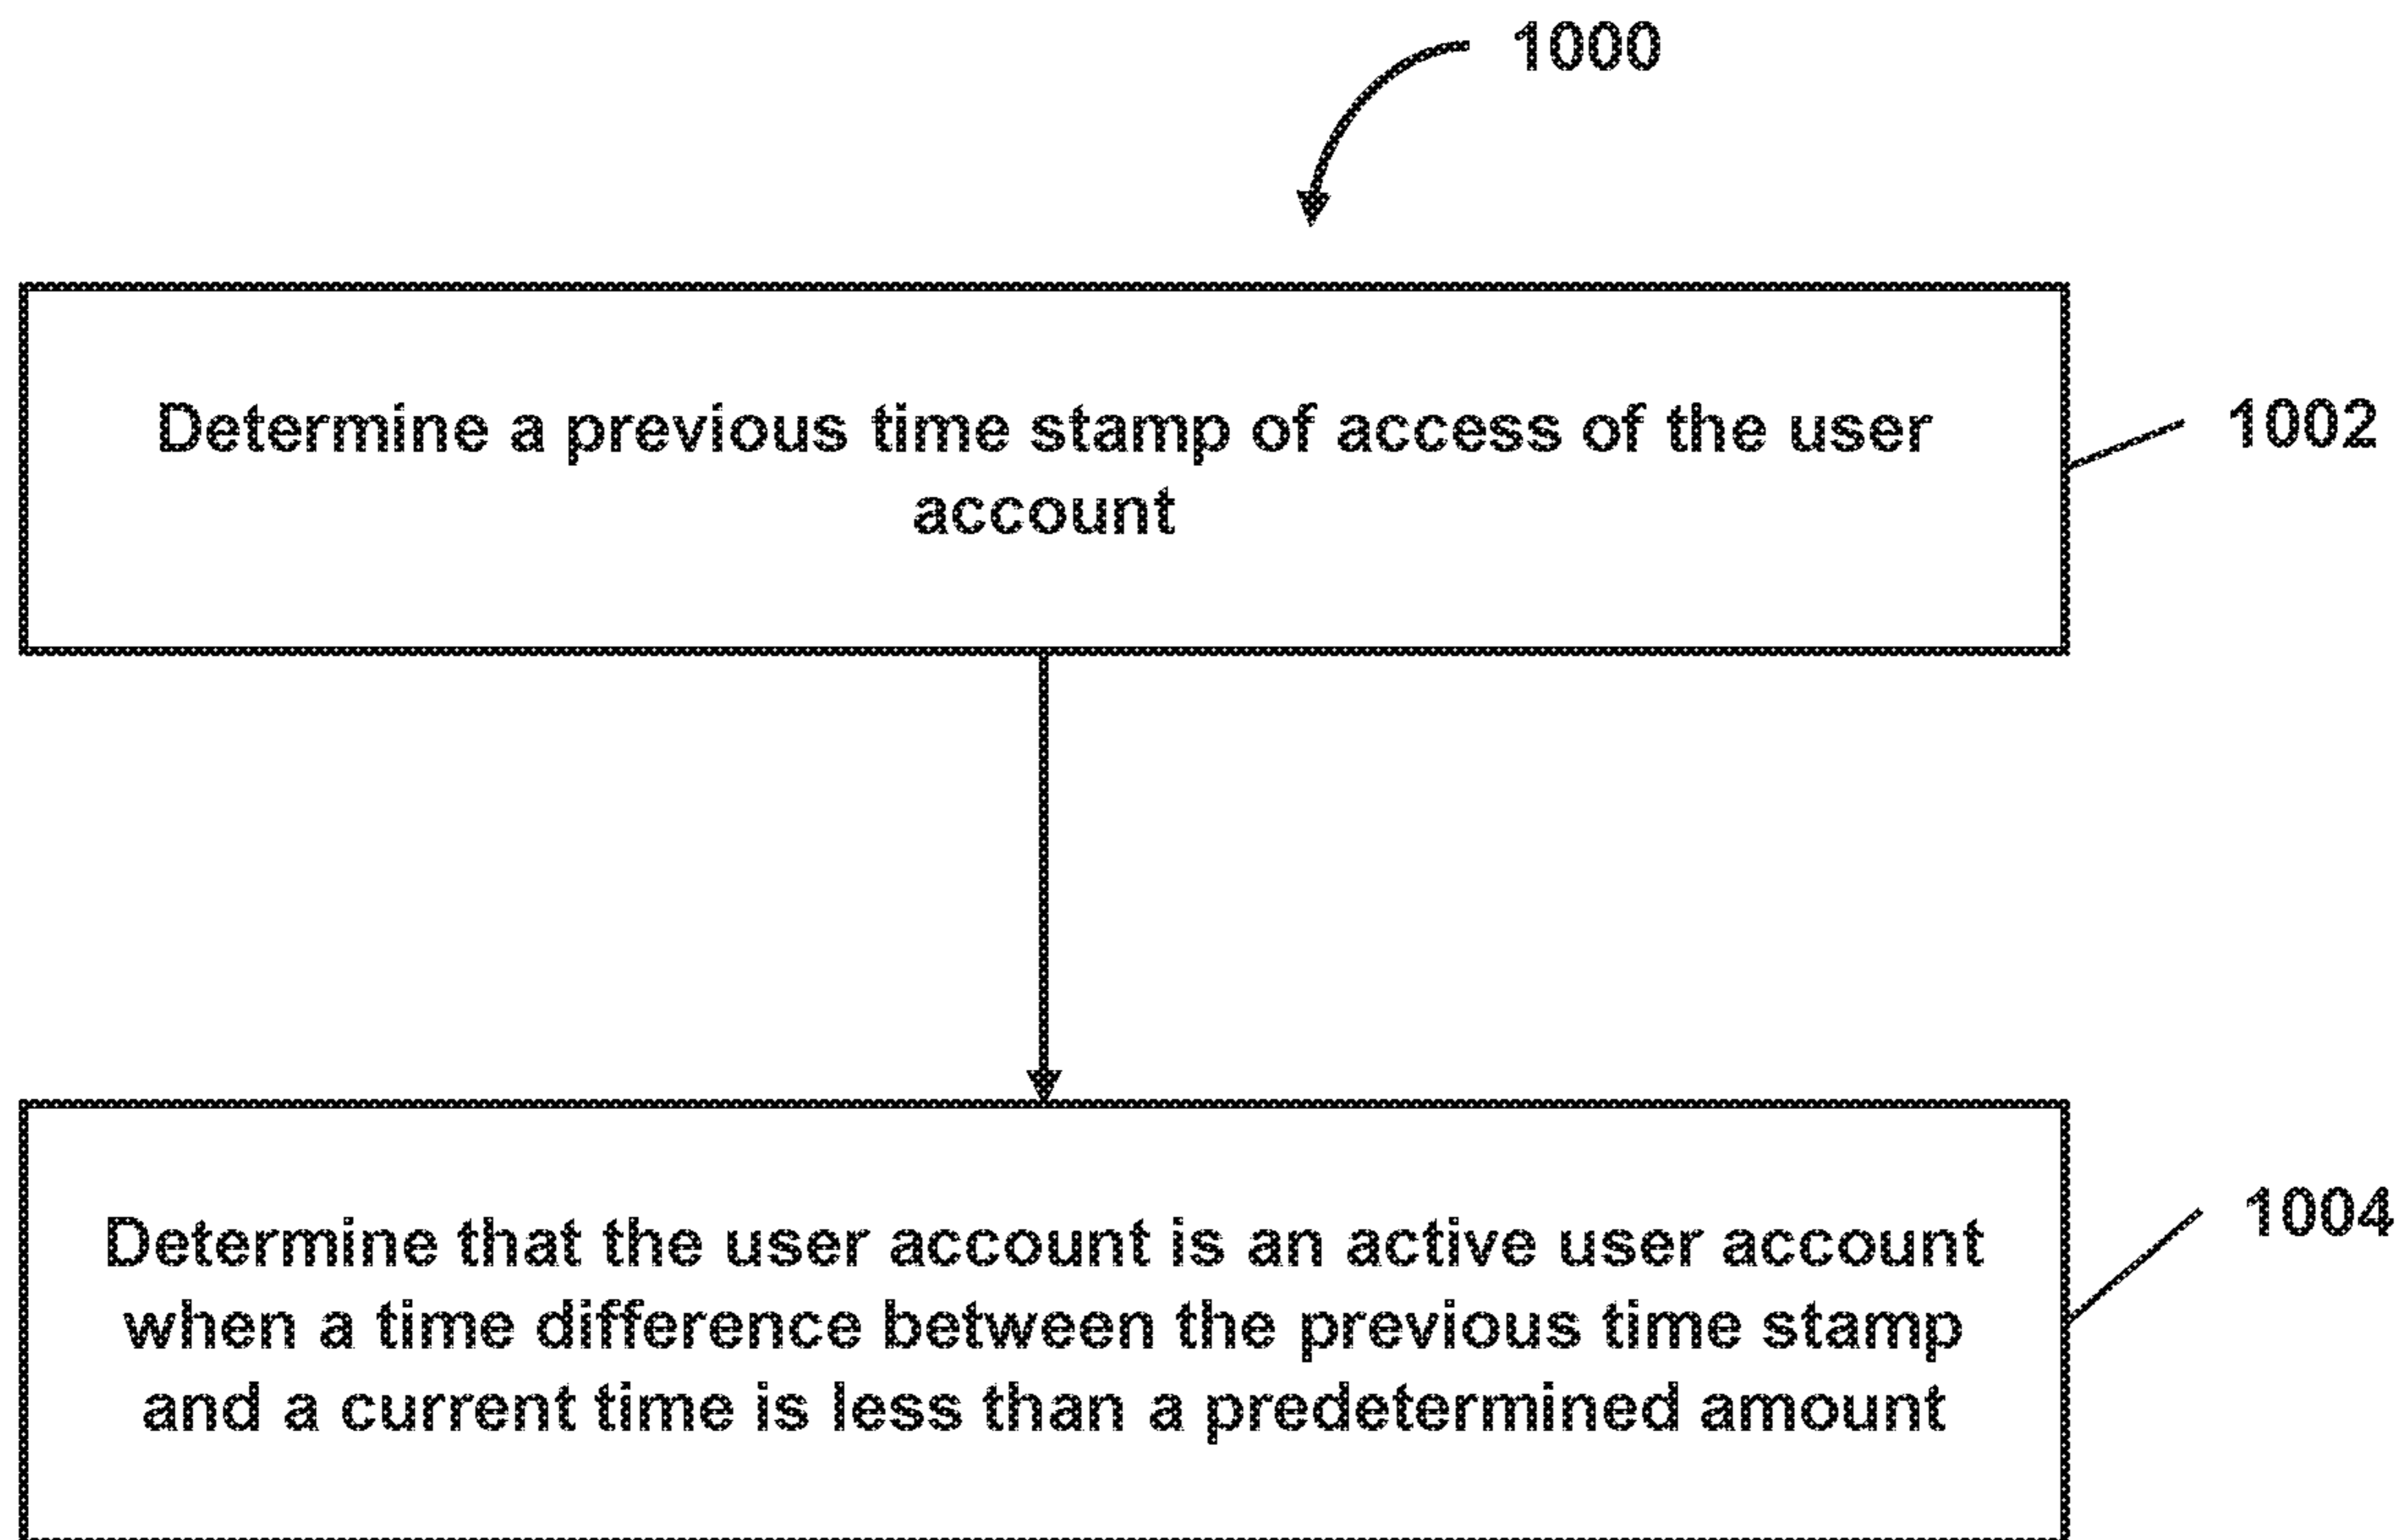 1000
Determine a previous time stamp of access of the user
account
1002
Determine that the user account is an active user account
when a time difference between the previous time stamp
and a current time is less than a predetermined amount
1004